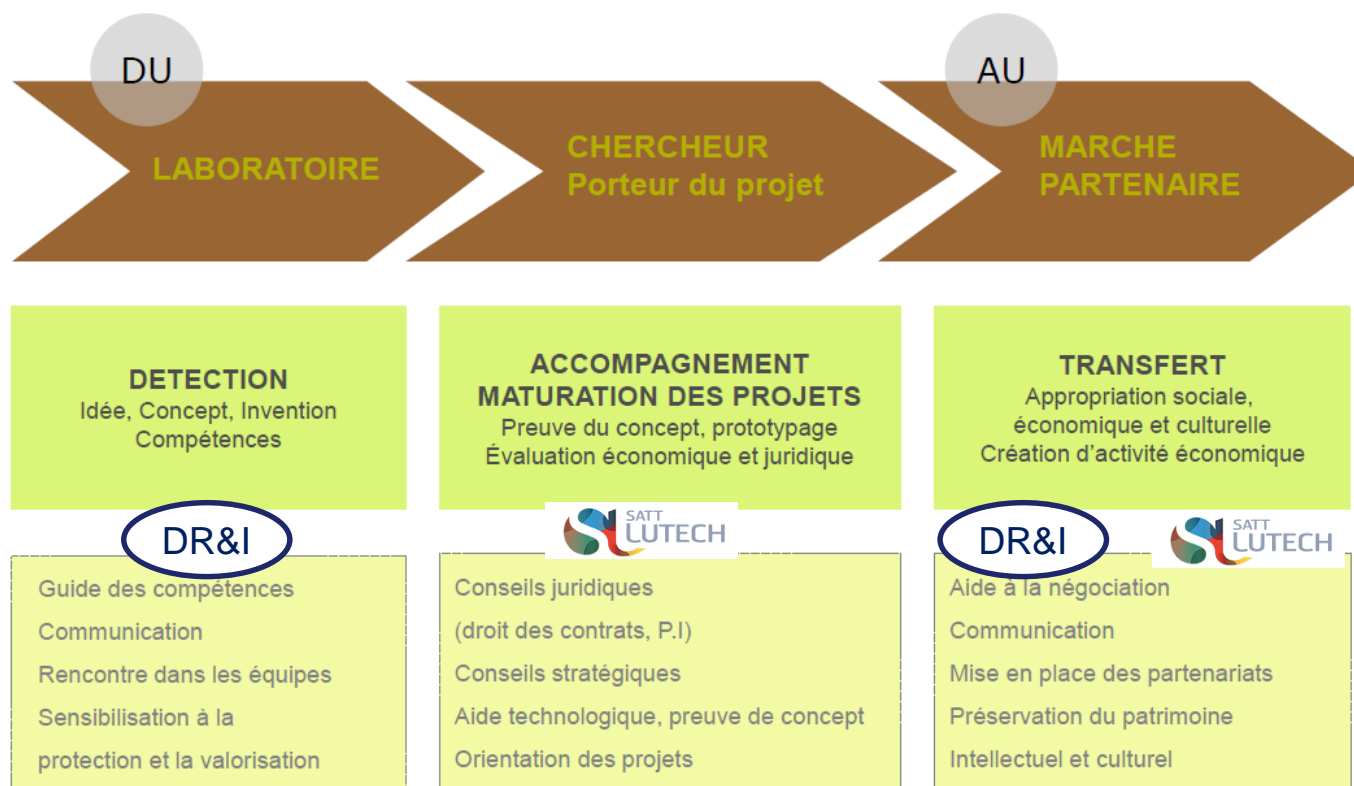 DU
LABORATOIRE
CHERCHEUR
Porteur du projet
AU
MARCHE
PARTENAIRE
DETECTION
Idée, Concept, Invention
Compétences
ACCOMPAGNEMENT
MATURATION DES PROJETS
Preuve du concept, prototypage
Évaluation économique et juridique
TRANSFERT
Appropriation sociale,
économique et culturelle
Création d'activité économique
DR&I
SATT
LUTECH
DR&I
SATT
LUTECH
Guide des compétences
Communication
Rencontre dans les équipes
Sensibilisation à la
protection et la valorisation
Conseils juridiques
(droit des contrats, P.I)
Conseils stratégiques
Aide technologique, preuve de concept
Orientation des projets
Aide à la négociation
Communication
Mise en place des partenariats
Préservation du patrimoine
Intellectuel et culturel